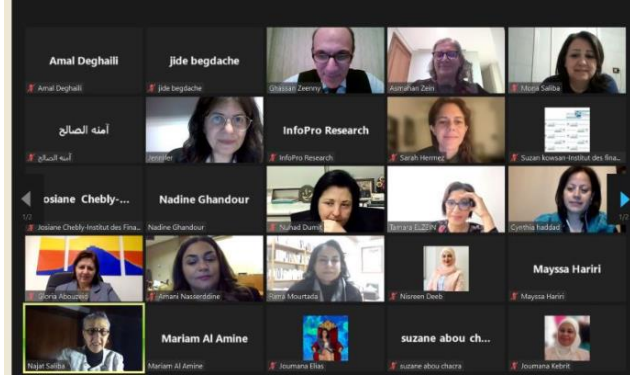 Amal Deghaili
Amal Deghaili
jide begdache
jide begdache
Ghassan Zeenny
Asmahan Zein
Mona Saliba
آمنه الصالح
آمنه الصالح
Jennifer
InfoPro Research
InfoPro Research
Sarah Hermez
Suzan kowsan-Institut des fina...
1/2
osiane Chebly-...
Josiane Chebly-Institut des Fina...
Nadine Ghandour
Nadine Ghandour
Nuhad Dumit
Tamara ELZEIN
Cynthia haddad
1/2
Gloria Abouzeid
Amani Nasserddine
Rana Mourtada
Nisreen Deeb
Mayssa Hariri
Mayssa Hariri
Najat Saliba
Mariam Al Amine
Mariam Al Amine
Joumana Elias
suzane abou ch...
suzane abou chacra
Joumana Kebrit